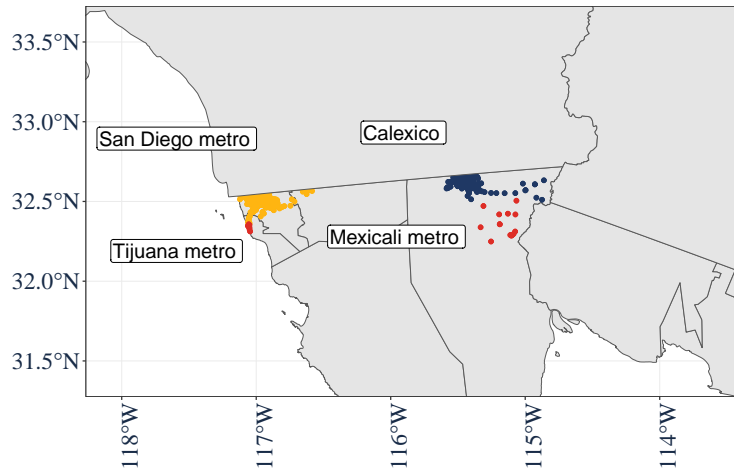 33.5°N
33.0°N
32.5°N
32.0°N
31.5°N
San Diego metro
Calexico
Tijuana metro
Mexicali metro
118°W
117°W
116°W
115°W
114°W